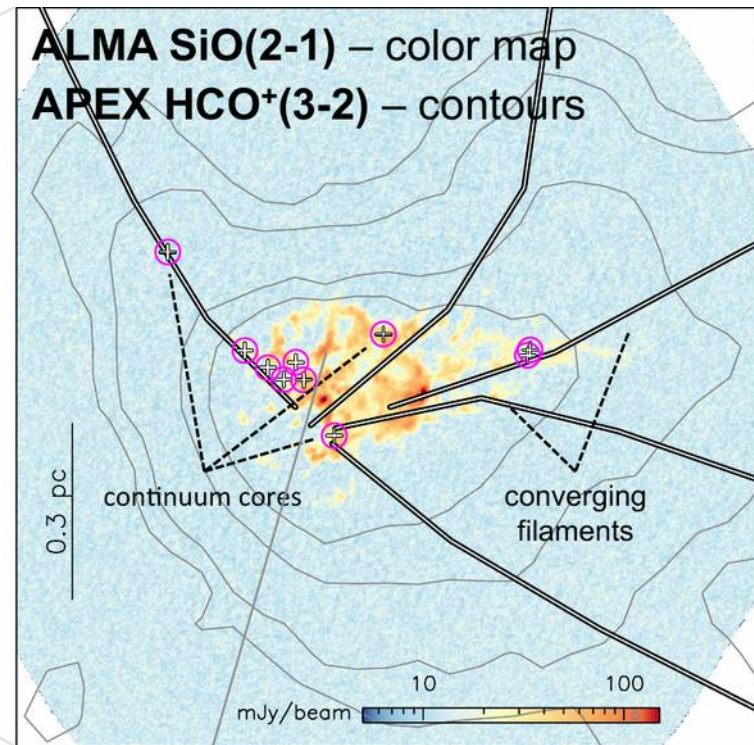 ALMA SiO(2-1) – color map
APEX HCO⁺(3-2) – contours
continuum cores
converging
filaments
0.3 pc
10 100
mJy/beam